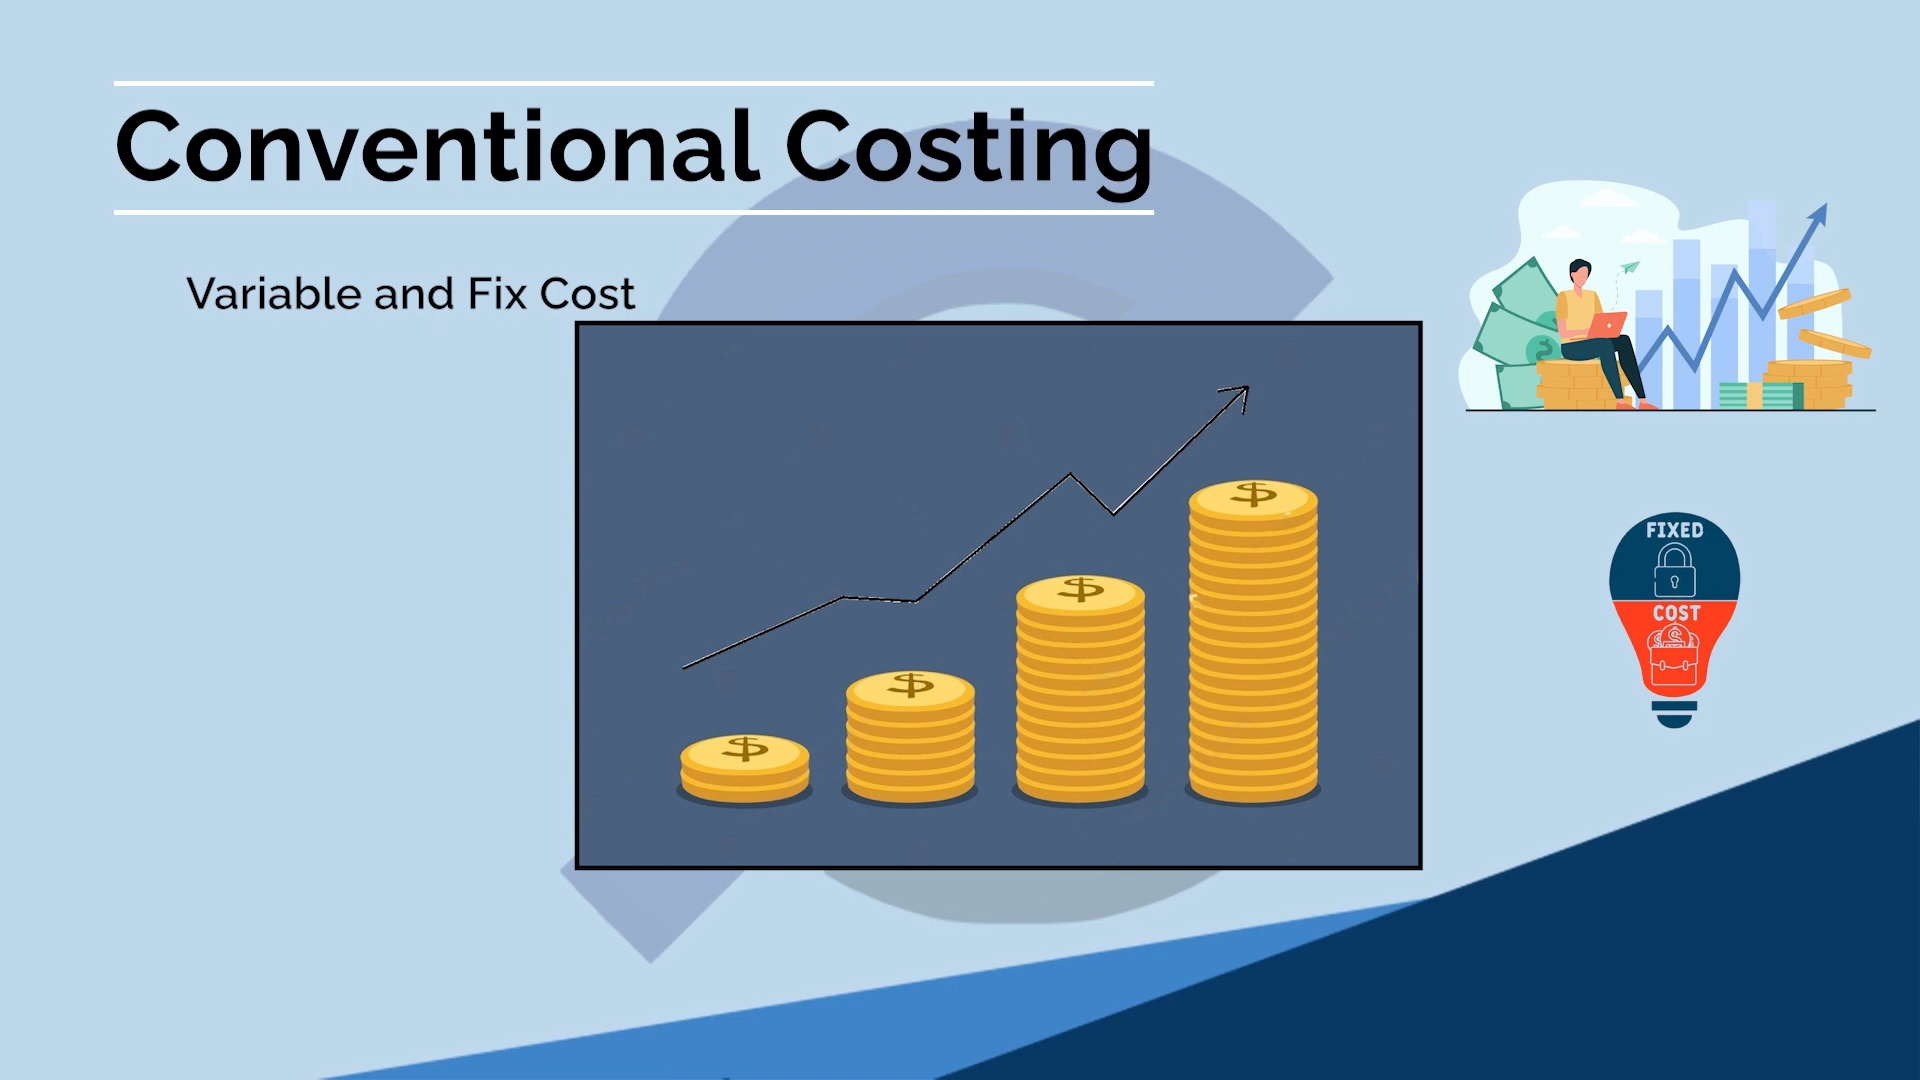 Conventional Costing
Variable and Fix Cost
$
$
$
$
$
FIXED
COST
$